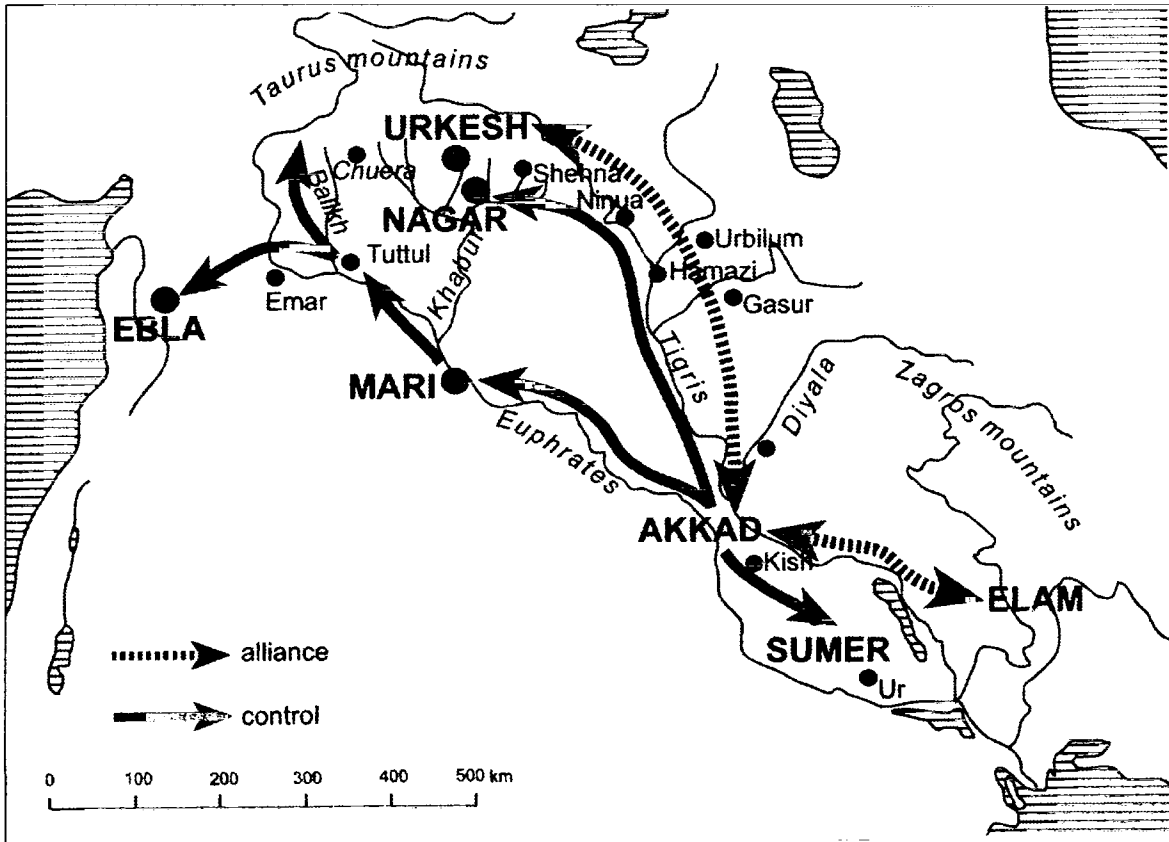 Taurus mountains
URKESH
Chuera
Shehna
Balikh
NAGAR
Ninua
Urbilum
Tuttul
Khabur
Hamazi
Emar
Gasur
EBLA
MARI
Tigris
Diyala
Zagros mountains
Euphrates
AKKAD
Kish
ELAM
SUMER
Ur
alliance
control
0 100 200 300 400 500 km